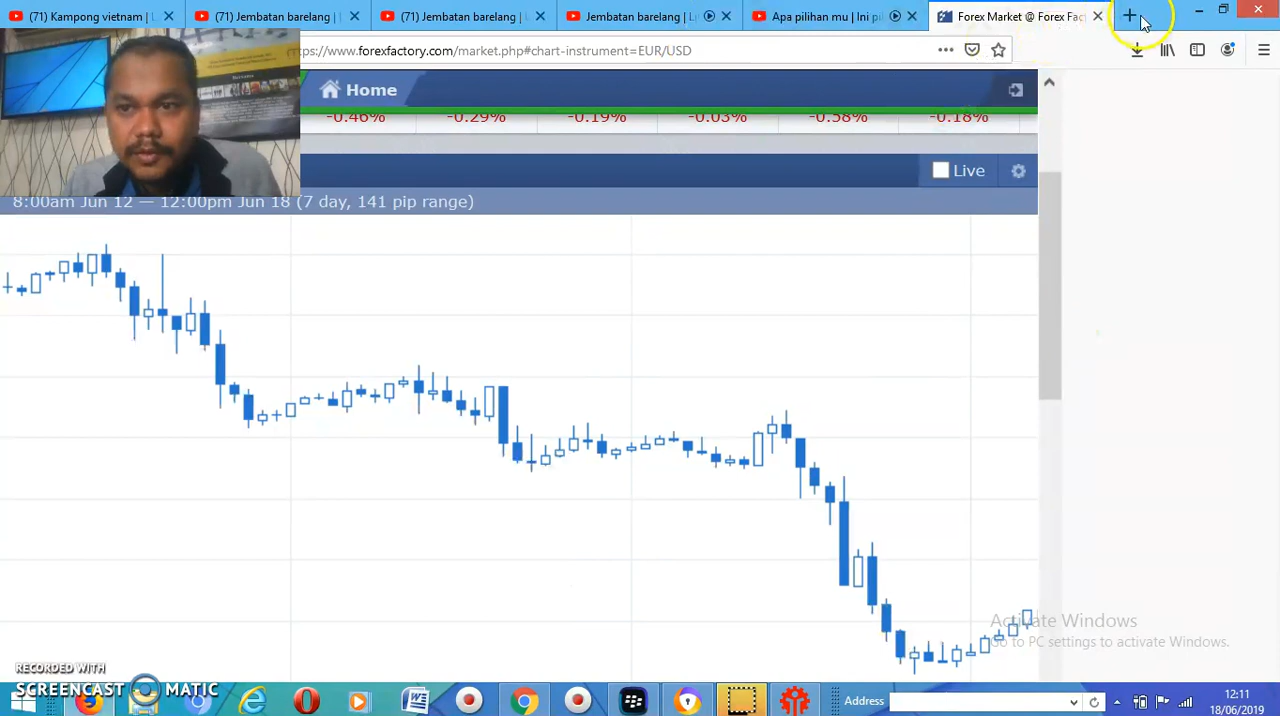 (71) Kampong vietnam |
(71) Jembatan barelang |
(71) Jembatan barelang |
Jembatan barelang |
Apa pilihan mu | Ini pi
Forex Market @ Forex Fac
ps://www.forexfactory.com/market.php#chart-instrument=EUR/USD
Home
-0.46% -0.29% -0.19% -0.03% -0.58% -0.18%
Live
8:00am Jun 12 — 12:00pm Jun 18 (7 day, 141 pip range)
Activate Windows
Go to PC settings to activate Windows.
RECORDED WITH
SCREENCAST MATIC
Address
12:11
18/06/2019